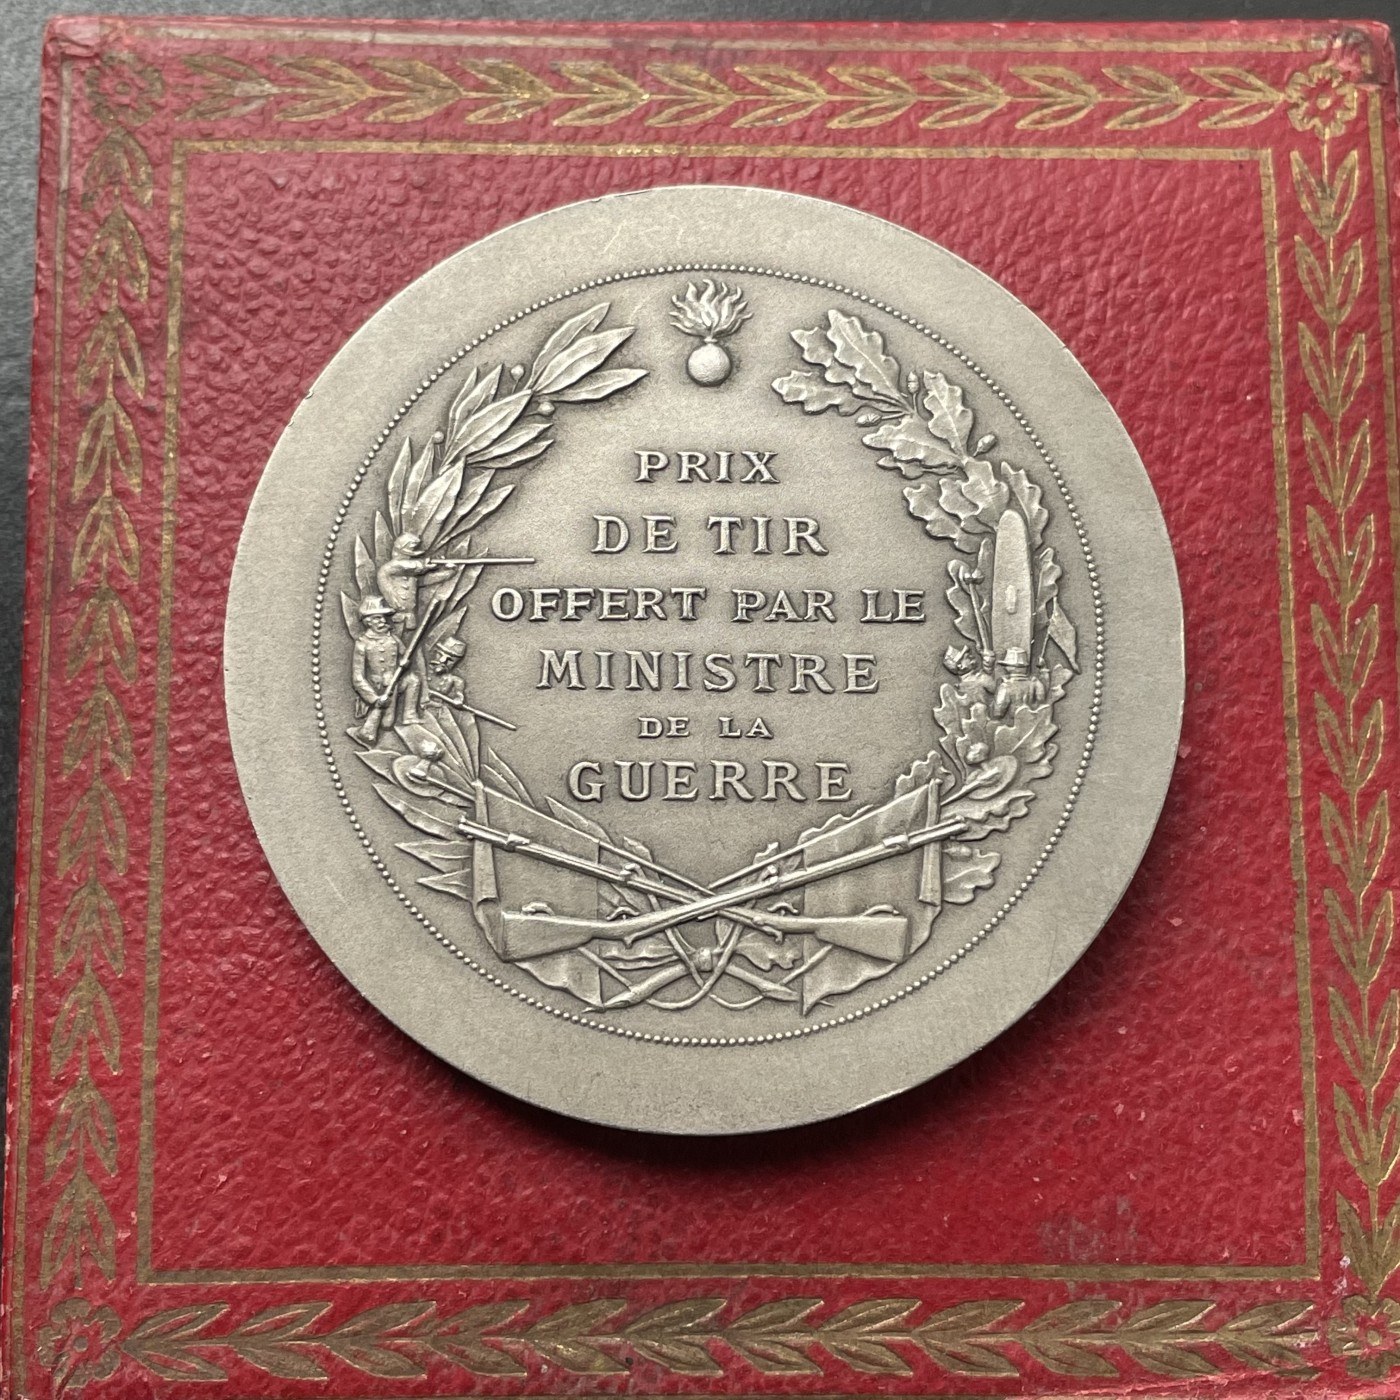 PRIX
DE TIR
OFFERT PAR LE
MINISTRE
DE LA
GUERRE